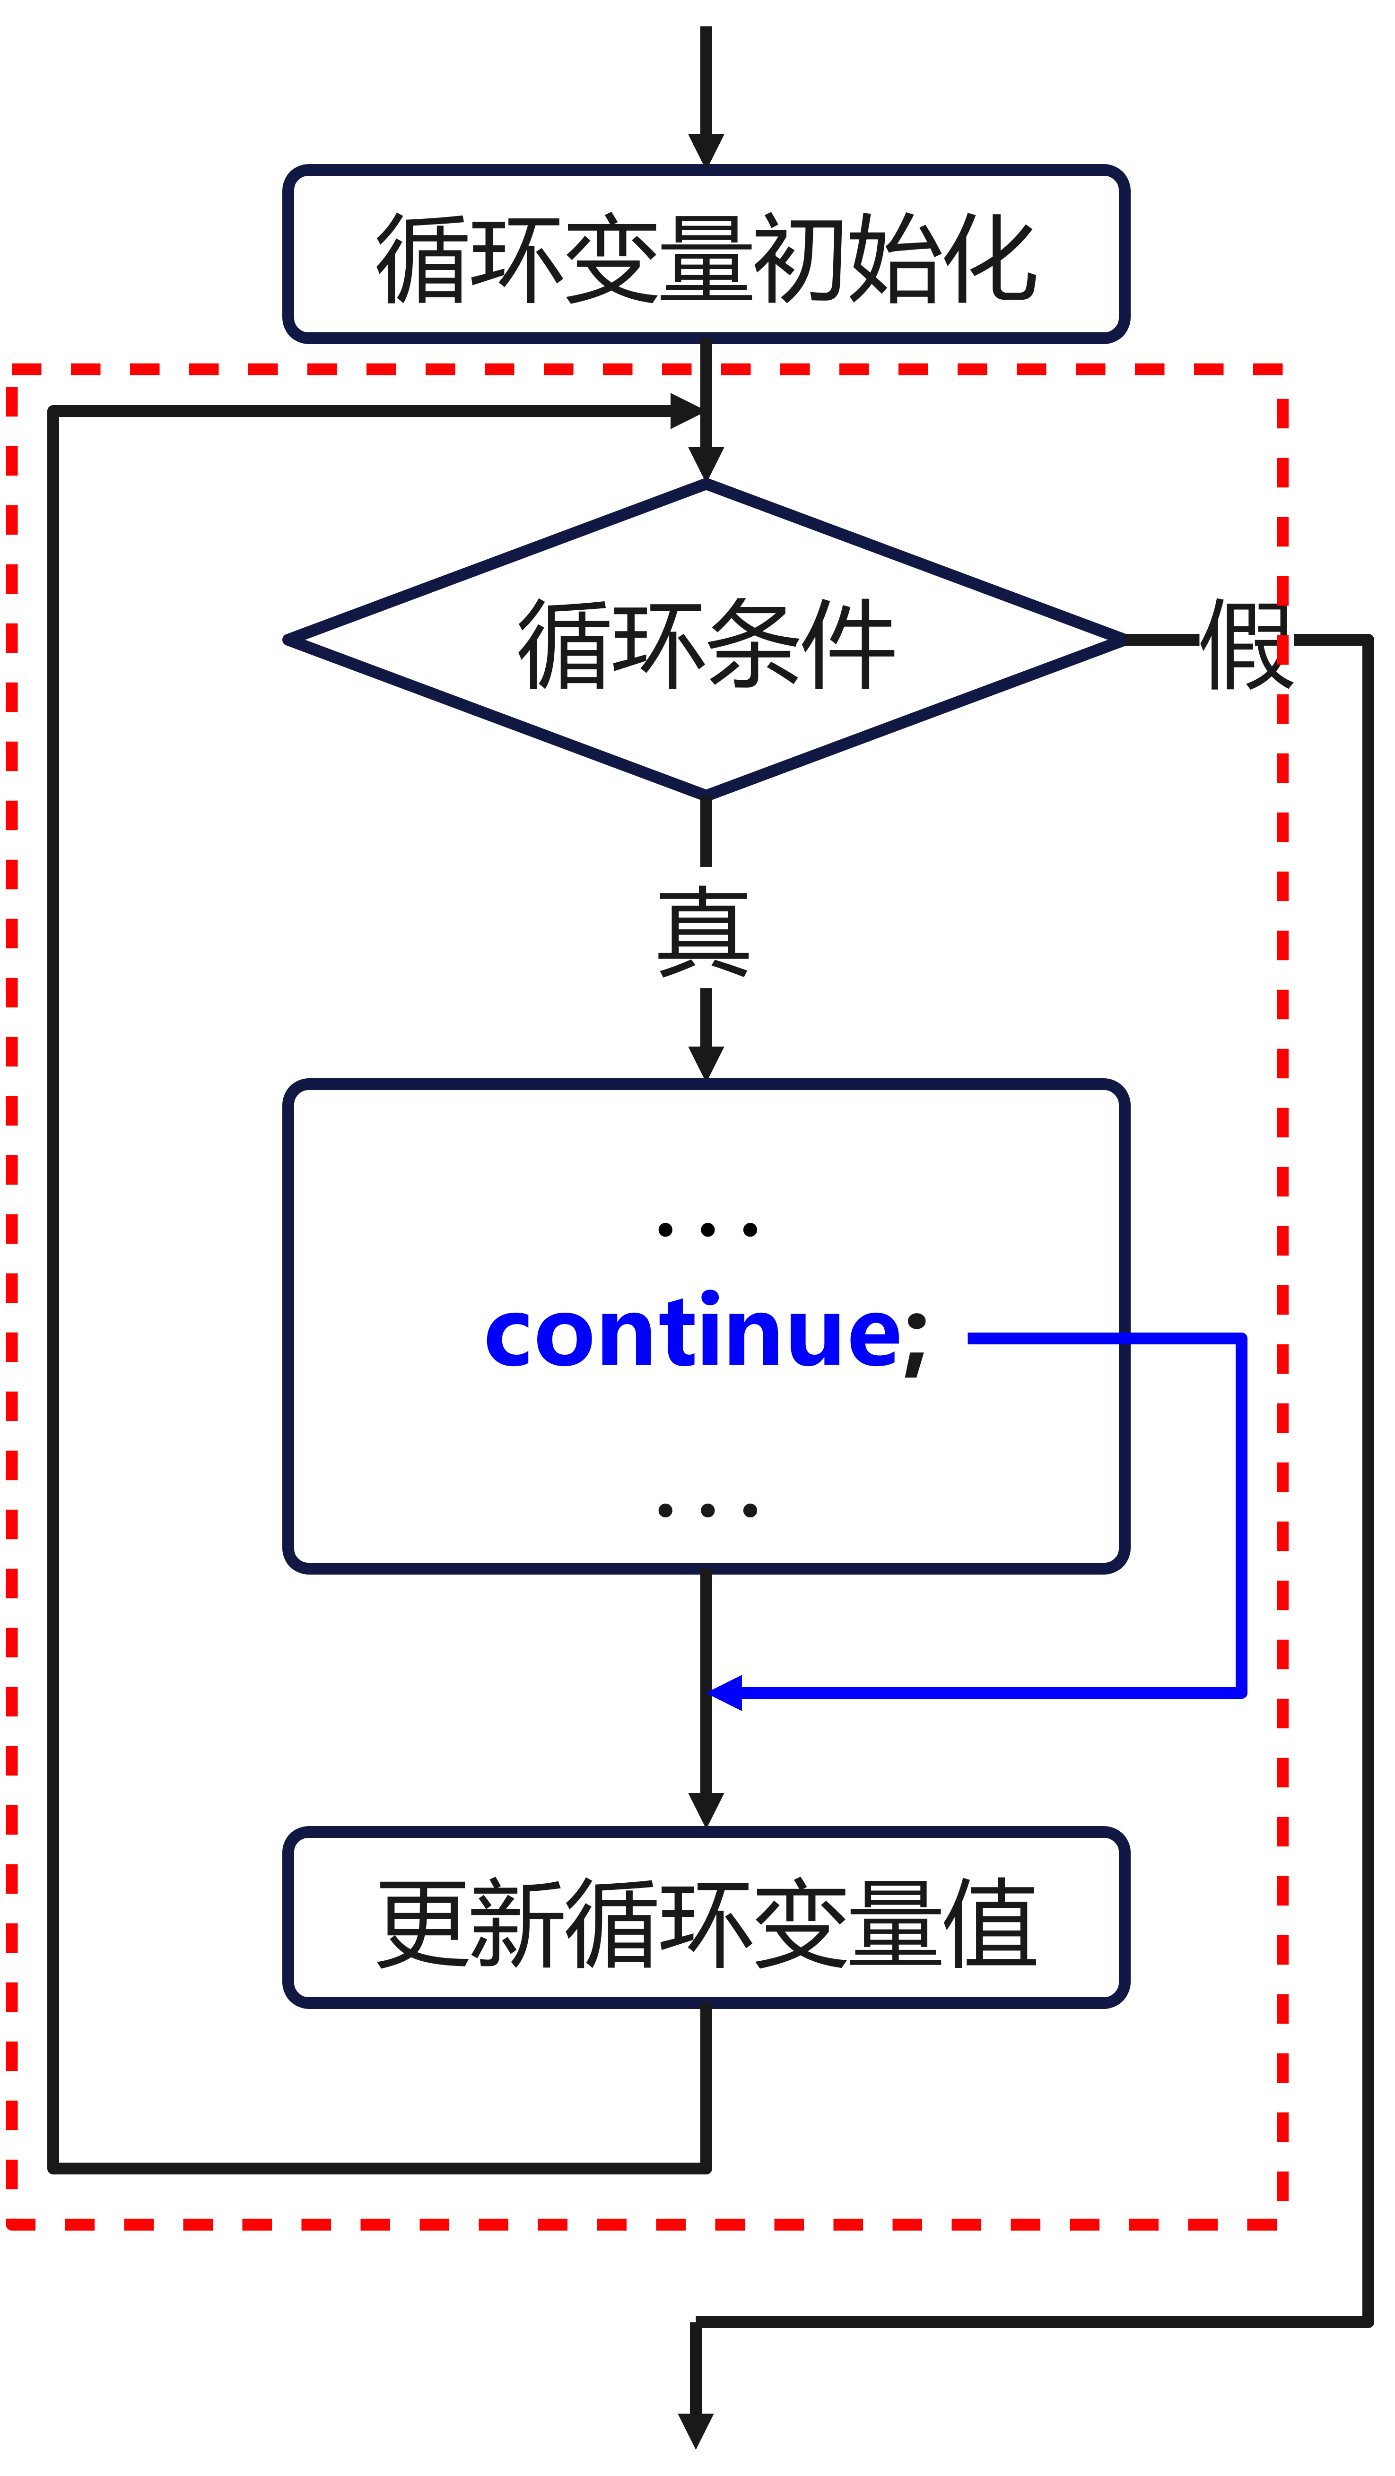 循环变量初始化
循环条件
假
真
...
continue;
...
更新循环变量值